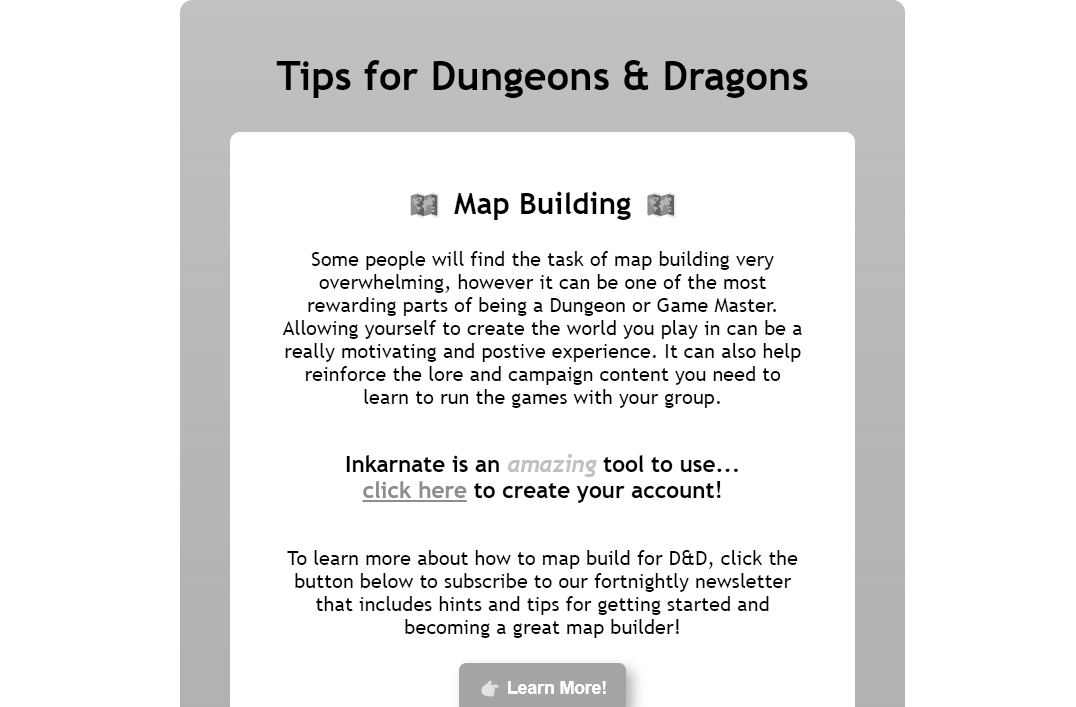 Tips for Dungeons & Dragons
Map Building
Some people will find the task of map building very
overwhelming, however it can be one of the most
rewarding parts of being a Dungeon or Game Master.
Allowing yourself to create the world you play in can be a
really motivating and postive experience. It can also help
reinforce the lore and campaign content you need to
learn to run the games with your group.
Inkarnate is an amazing tool to use...
click here to create your account!
To learn more about how to map build for D&D, click the
button below to subscribe to our fortnightly newsletter
that includes hints and tips for getting started and
becoming a great map builder!
Learn More!